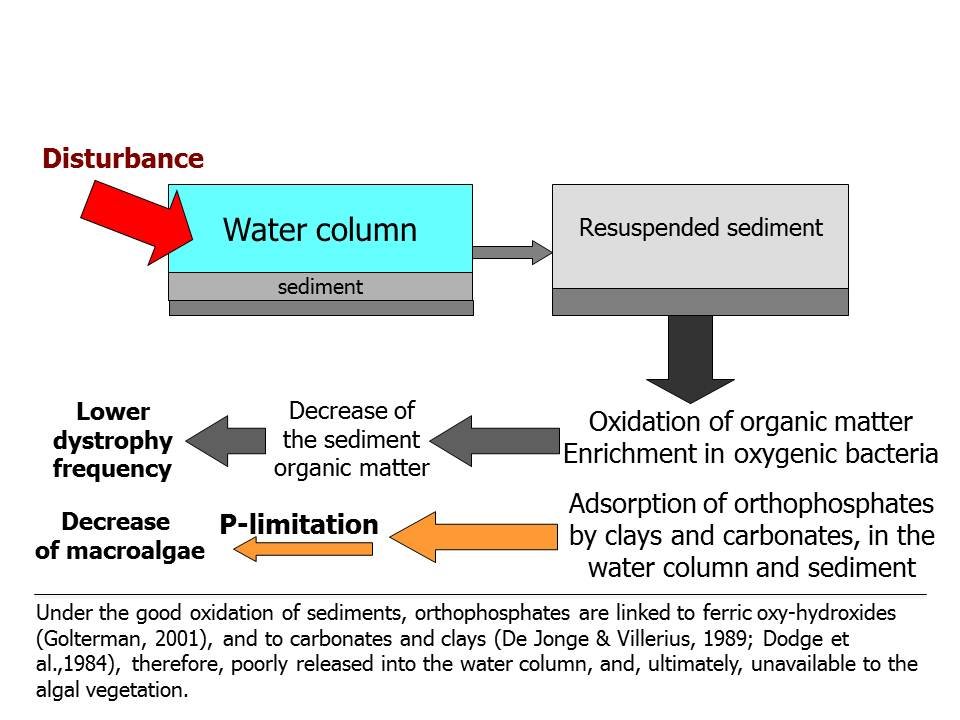 Disturbance
Water column
sediment
Resuspended sediment
Oxidation of organic matter
Enrichment in oxygenic bacteria
Decrease of
the sediment
organic matter
Lower
dystrophy
frequency
Adsorption of orthophosphates
by clays and carbonates, in the
water column and sediment
P-limitation
Decrease
of macroalgae
Under the good oxidation of sediments, orthophosphates are linked to ferric oxy-hydroxides
(Golterman, 2001), and to carbonates and clays (De Jonge & Villerius, 1989; Dodge et
al.,1984), therefore, poorly released into the water column, and, ultimately, unavailable to the
algal vegetation.